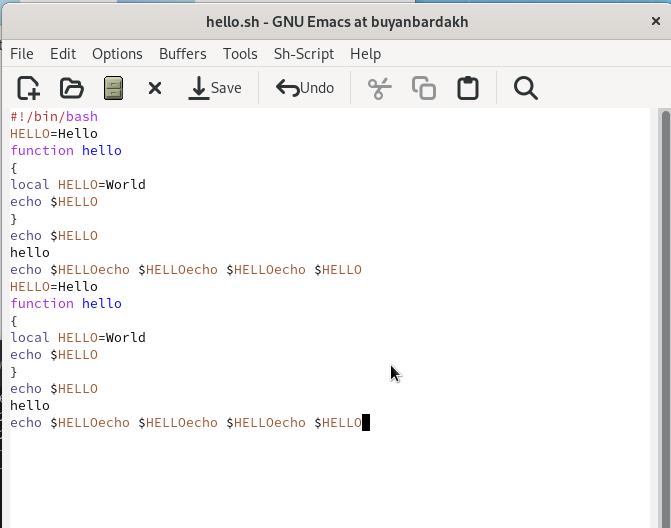 hello.sh - GNU Emacs at buyanbardakh
File Edit Options Buffers Tools Sh-Script Help
Save Undo
#!/bin/bash
HELLO=Hello
function hello
{
local HELLO=World
echo $HELLO
}
echo $HELLO
hello
echo $HELLOecho $HELLOecho $HELLOecho $HELLO
HELLO=Hello
function hello
{
local HELLO=World
echo $HELLO
}
echo $HELLO
hello
echo $HELLOecho $HELLOecho $HELLOecho $HELLO